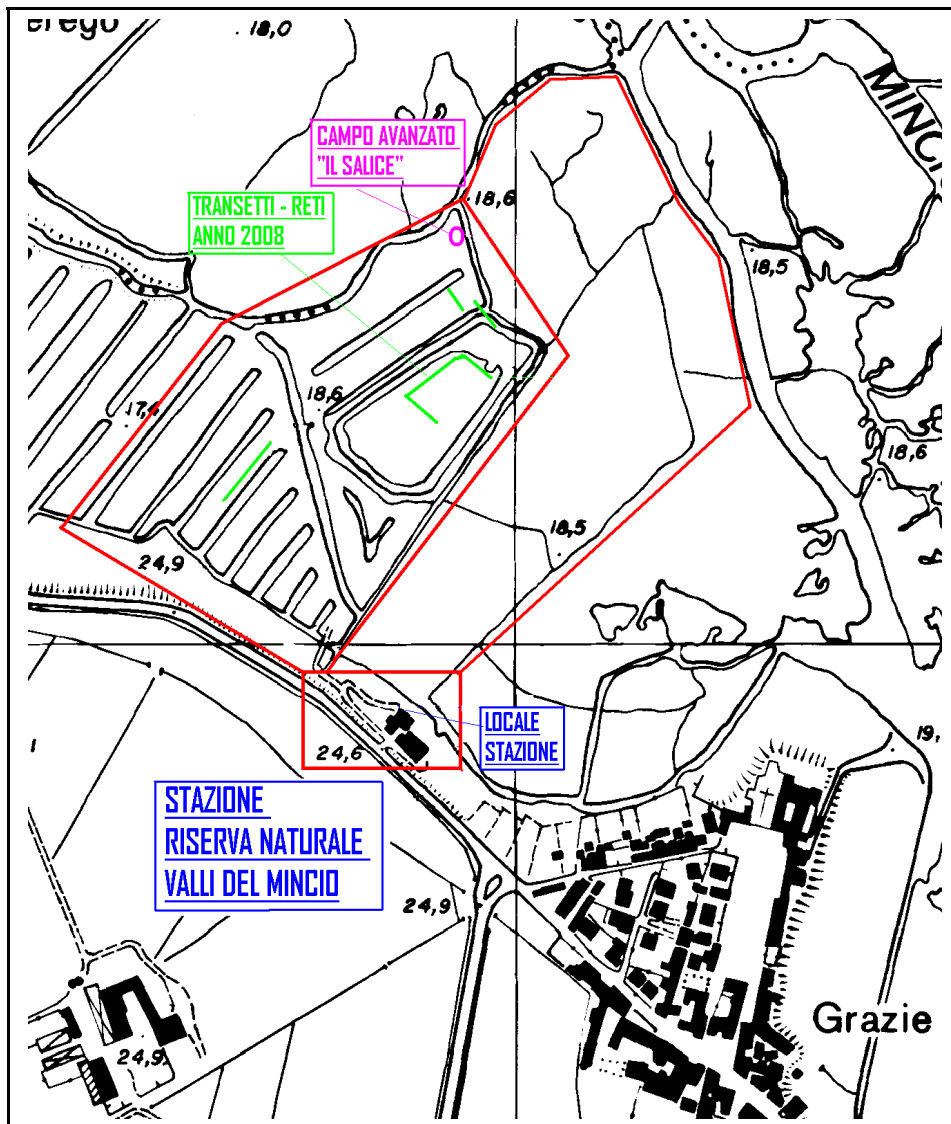 erego
18,0
MINC
CAMPO AVANZATO
"IL SALICE"
18,6
TRANSETTI - RETI
ANNO 2008
18,5
18,6
17,4
18,6
18,5
24,9
LOCALE
STAZIONE
19,
24,6
STAZIONE
RISERVA NATURALE
VALLI DEL MINCIO
24,9
Grazie
24,9